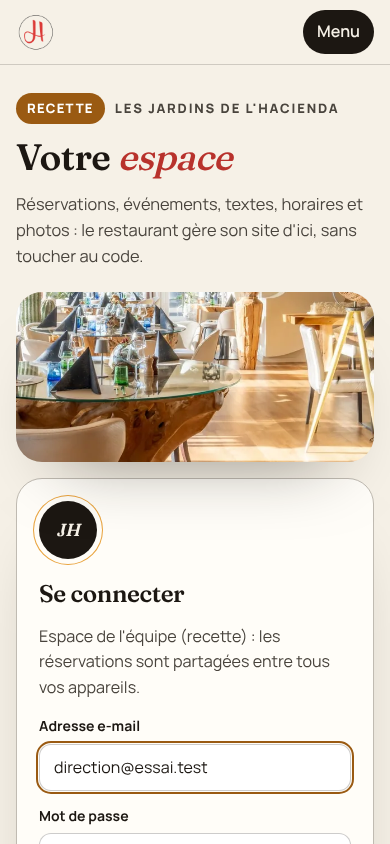 JH
Menu
RECETTE LES JARDINS DE L'HACIENDA
Votre espace
Réservations, événements, textes, horaires et
photos : le restaurant gère son site d'ici, sans
toucher au code.
JH
Se connecter
Espace de l'équipe (recette) : les
réservations sont partagées entre tous
vos appareils.
Adresse e-mail
direction@essai.test
Mot de passe